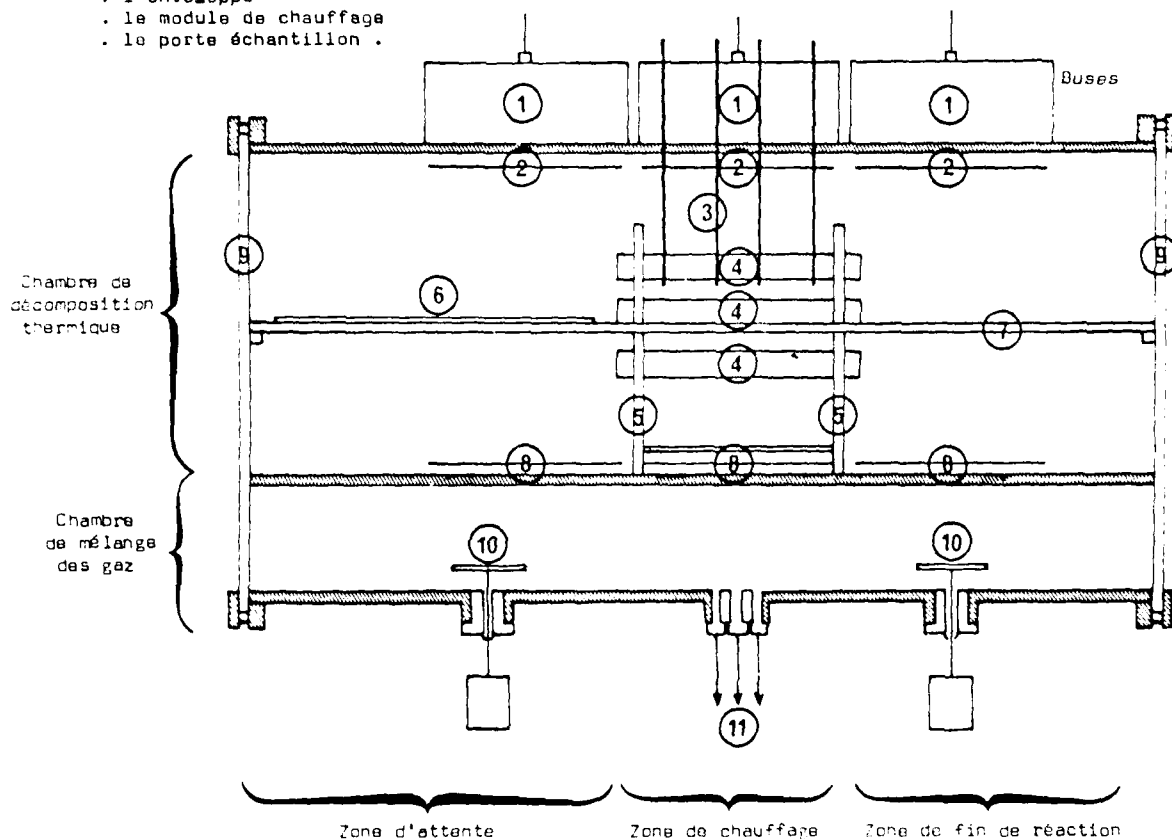 . l'enveloppe
. le module de chauffage
. le porte échantillon .
Buses
1 1 1
2 2 2
3
9 9
4
6
4
7
4
5 5
8 8 8
10 10
11
Chambre de
décomposition
thermique
Chambre
de mélange
des gaz
Zone d'attente
Zone de chauffage
Zone de fin de réaction